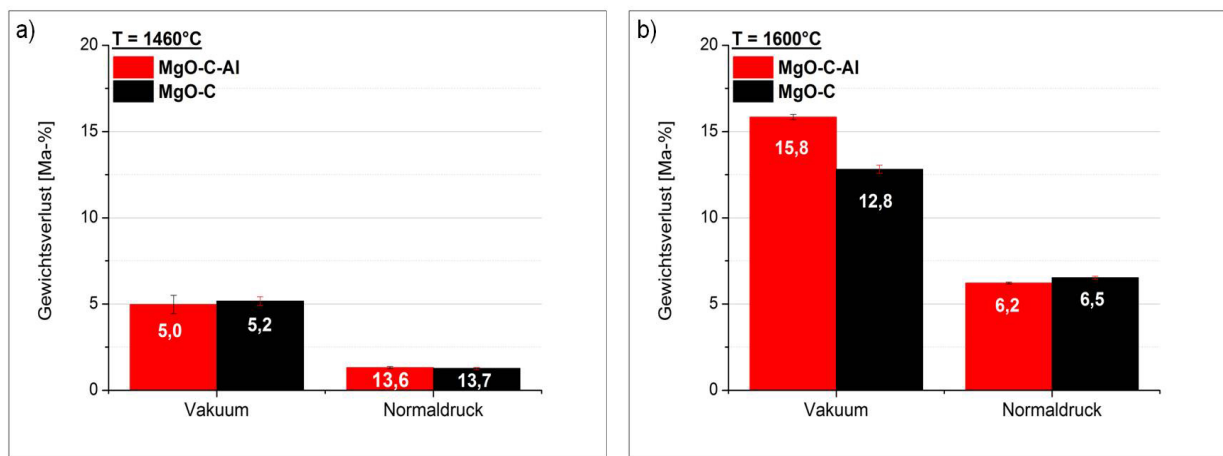 a)
T = 1460°C
MgO-C-Al
MgO-C
Gewichtsverlust [Ma-%]
20
15
10
5
0
5,0
5,2
13,6
13,7
Vakuum
Normaldruck
b)
T = 1600°C
MgO-C-Al
MgO-C
Gewichtsverlust [Ma-%]
20
15
10
5
0
15,8
12,8
6,2
6,5
Vakuum
Normaldruck